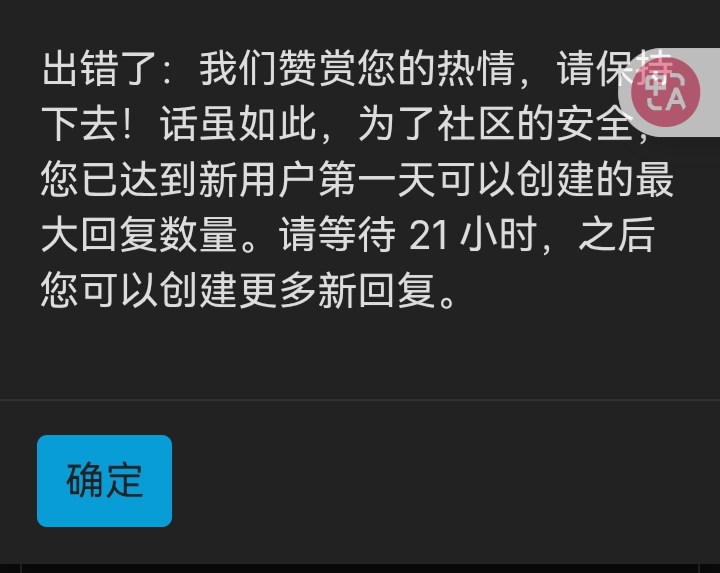 出错了：我们赞赏您的热情，请保持
下去！话虽如此，为了社区的安全，
您已达到新用户第一天可以创建的最
大回复数量。请等待 21 小时，之后
您可以创建更多新回复。
中A
确定